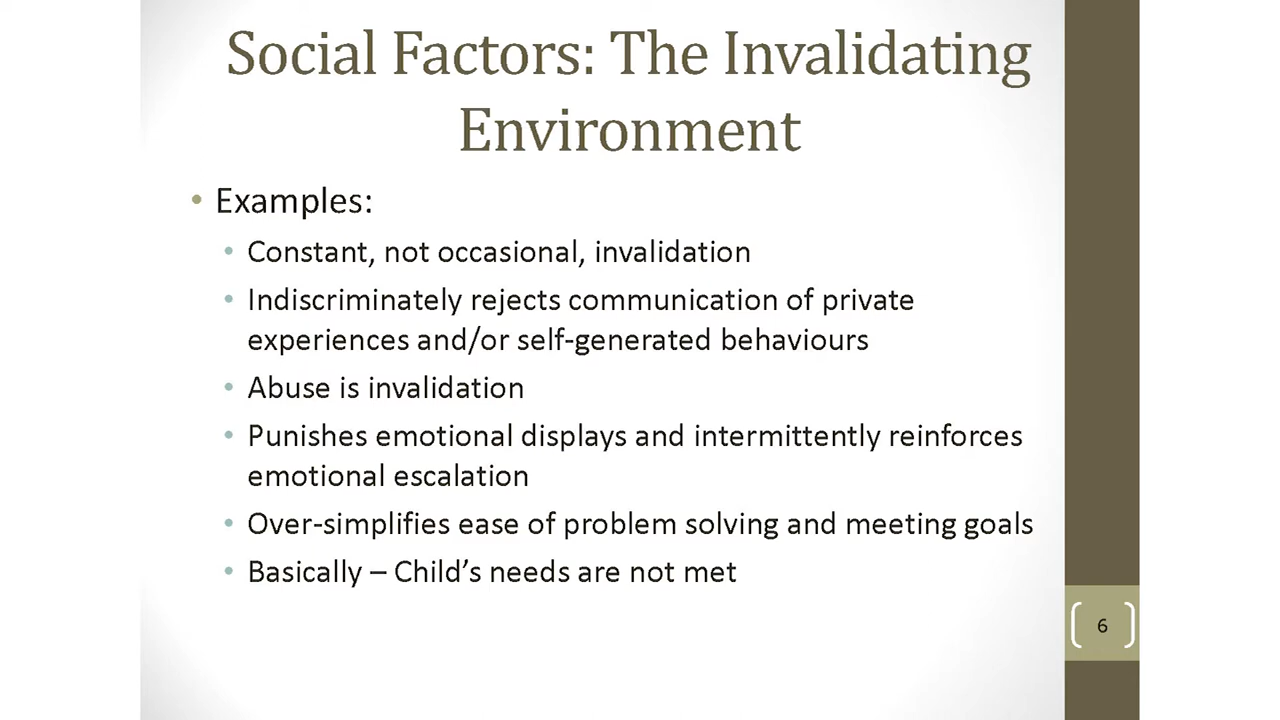 Social Factors: The Invalidating
Environment
• Examples:
• Constant, not occasional, invalidation
• Indiscriminately rejects communication of private
experiences and/or self-generated behaviours
• Abuse is invalidation
• Punishes emotional displays and intermittently reinforces
emotional escalation
• Over-simplifies ease of problem solving and meeting goals
• Basically – Child’s needs are not met
6